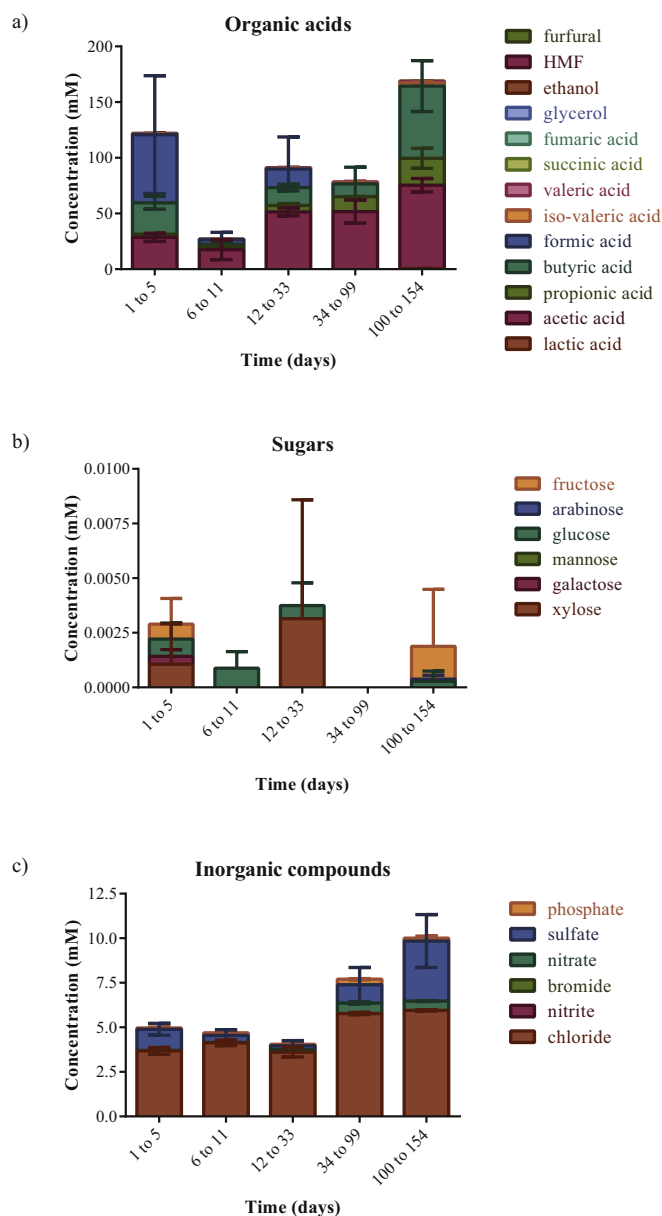 a)
Organic acids
Concentration (mM)
200
150
100
50
0
1 to 5
6 to 11
12 to 33
34 to 99
100 to 154
Time (days)
furfural
HMF
ethanol
glycerol
fumaric acid
succinic acid
valeric acid
iso-valeric acid
formic acid
butyric acid
propionic acid
acetic acid
lactic acid
b)
Sugars
Concentration (mM)
0.0100
0.0075
0.0050
0.0025
0.0000
1 to 5
6 to 11
12 to 33
34 to 99
100 to 154
Time (days)
fructose
arabinose
glucose
mannose
galactose
xylose
c)
Inorganic compounds
Concentration (mM)
12.5
10.0
7.5
5.0
2.5
0.0
1 to 5
6 to 11
12 to 33
34 to 99
100 to 154
Time (days)
phosphate
sulfate
nitrate
bromide
nitrite
chloride